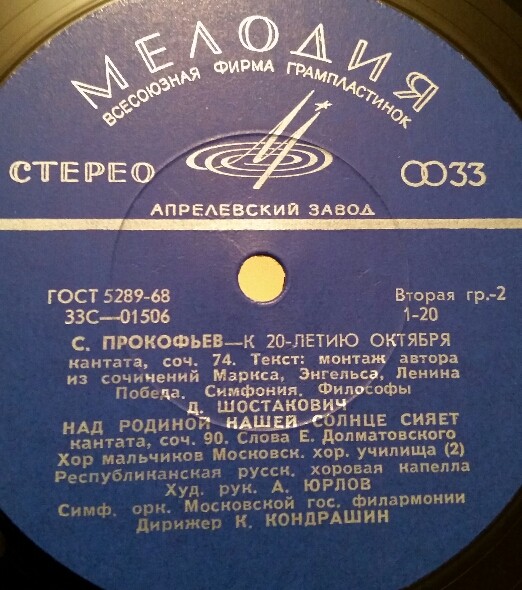 МЕЛОДИЯ
ВСЕСОЮЗНАЯ ФИРМА ГРАМПЛАСТИНОК
СТЕРЕО
33
АПРЕЛЕВСКИЙ ЗАВОД
ГОСТ 5289-68
Вторая гр.-2
33С—01506
1-20
С. ПРОКОФЬЕВ—К 20-ЛЕТИЮ ОКТЯБРЯ
кантата, соч. 74. Текст: монтаж автора
из сочинений Маркса, Энгельса, Ленина
Победа. Симфония. Философы
Д. ШОСТАКОВИЧ
НАД РОДИНОЙ НАШЕЙ СОЛНЦЕ СИЯЕТ
кантата, соч. 90. Слова Е. Долматовского
Хор мальчиков Московск. хор. училища (2)
Республиканская русск. хоровая капелла
Худ. рук. А. ЮРЛОВ
Симф. орк. Московской гос. филармонии
Дирижер К. КОНДРАШИН